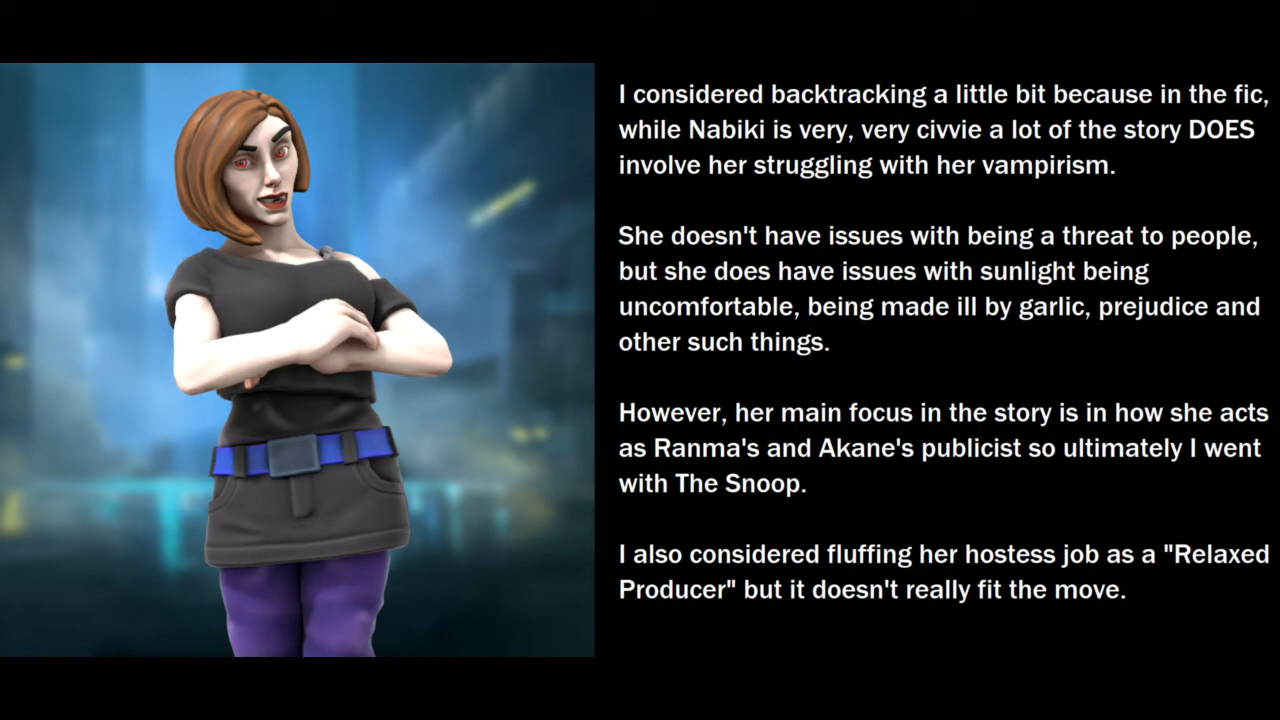 I considered backtracking a little bit because in the fic,
while Nabiki is very, very civvie a lot of the story DOES
involve her struggling with her vampirism.
She doesn't have issues with being a threat to people,
but she does have issues with sunlight being
uncomfortable, being made ill by garlic, prejudice and
other such things.
However, her main focus in the story is in how she acts
as Ranma's and Akane's publicist so ultimately I went
with The Snoop.
I also considered fluffing her hostess job as a "Relaxed
Producer" but it doesn't really fit the move.